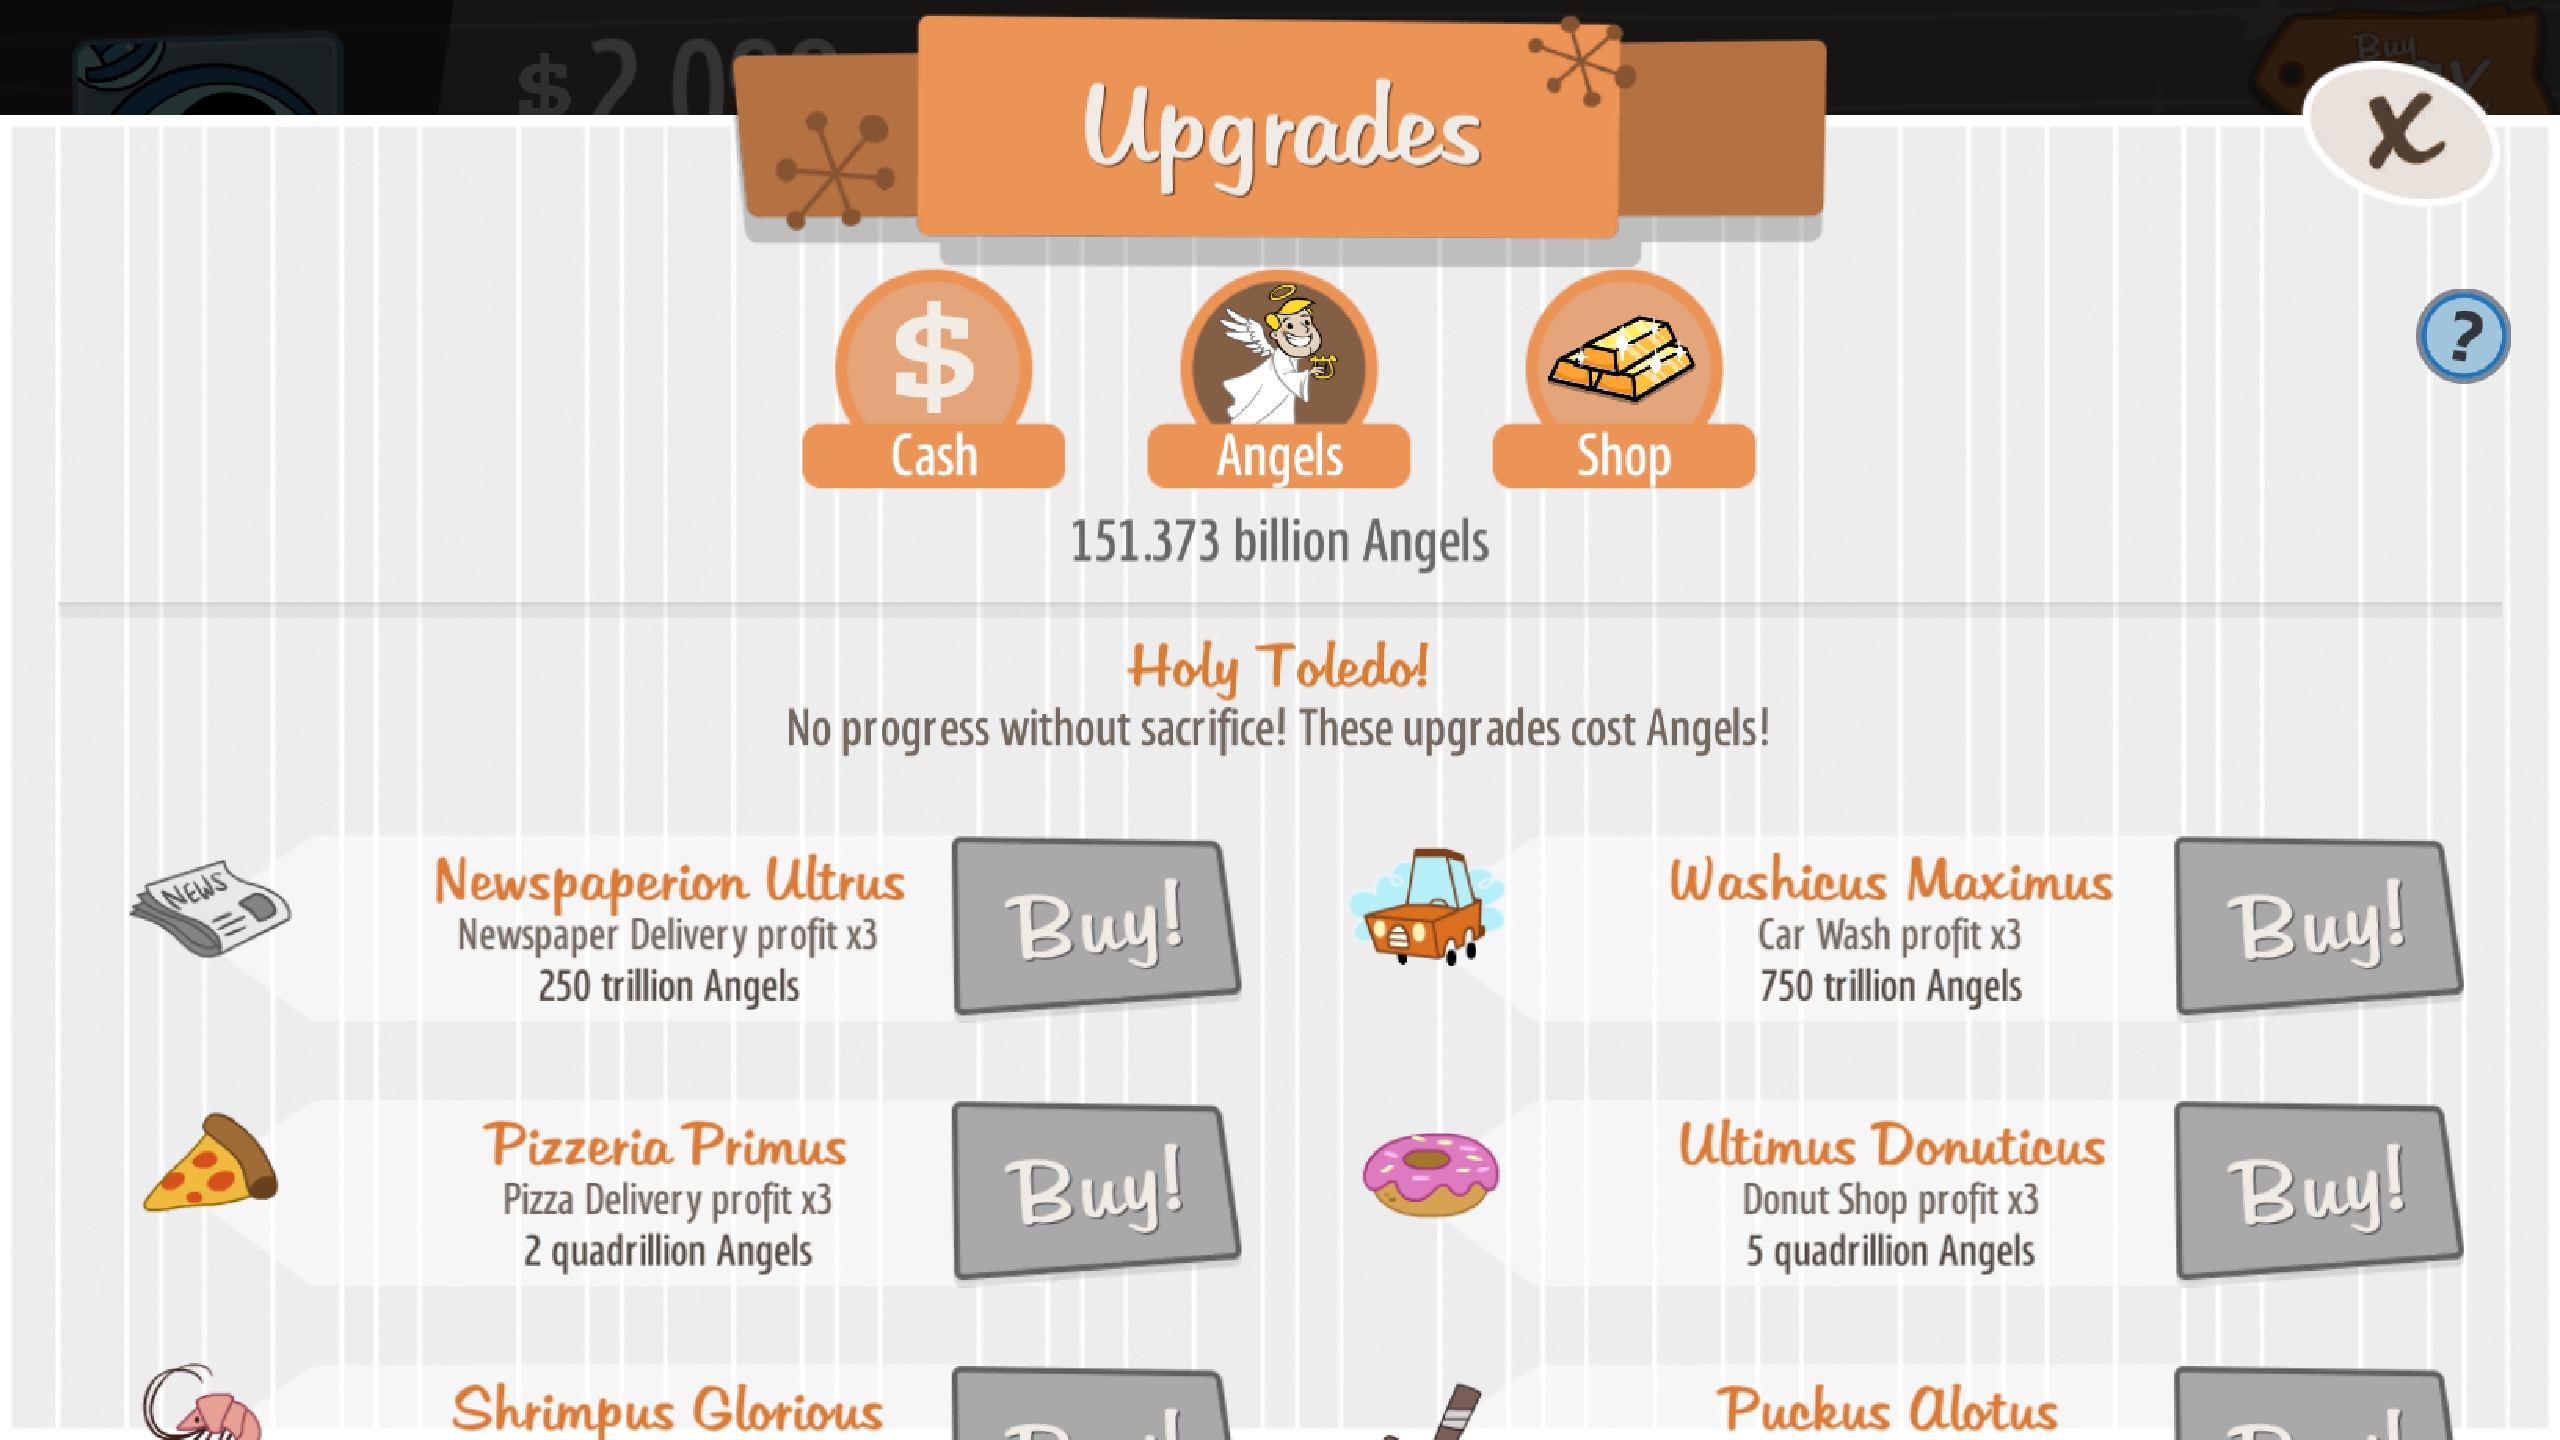 $2.0
Buy
Upgrades
X
$
?
Cash
Angels
Shop
151.373 billion Angels
Holy Toledo!
No progress without sacrifice! These upgrades cost Angels!
NEWS
Newspaperion Ultrus
Newspaper Delivery profit x3
250 trillion Angels
Buy!
Washicus Maximus
Car Wash profit x3
750 trillion Angels
Buy!
Pizzeria Primus
Pizza Delivery profit x3
2 quadrillion Angels
Buy!
Ultimus Donuticus
Donut Shop profit x3
5 quadrillion Angels
Buy!
Shrimpus Glorious
Puckus Alotus